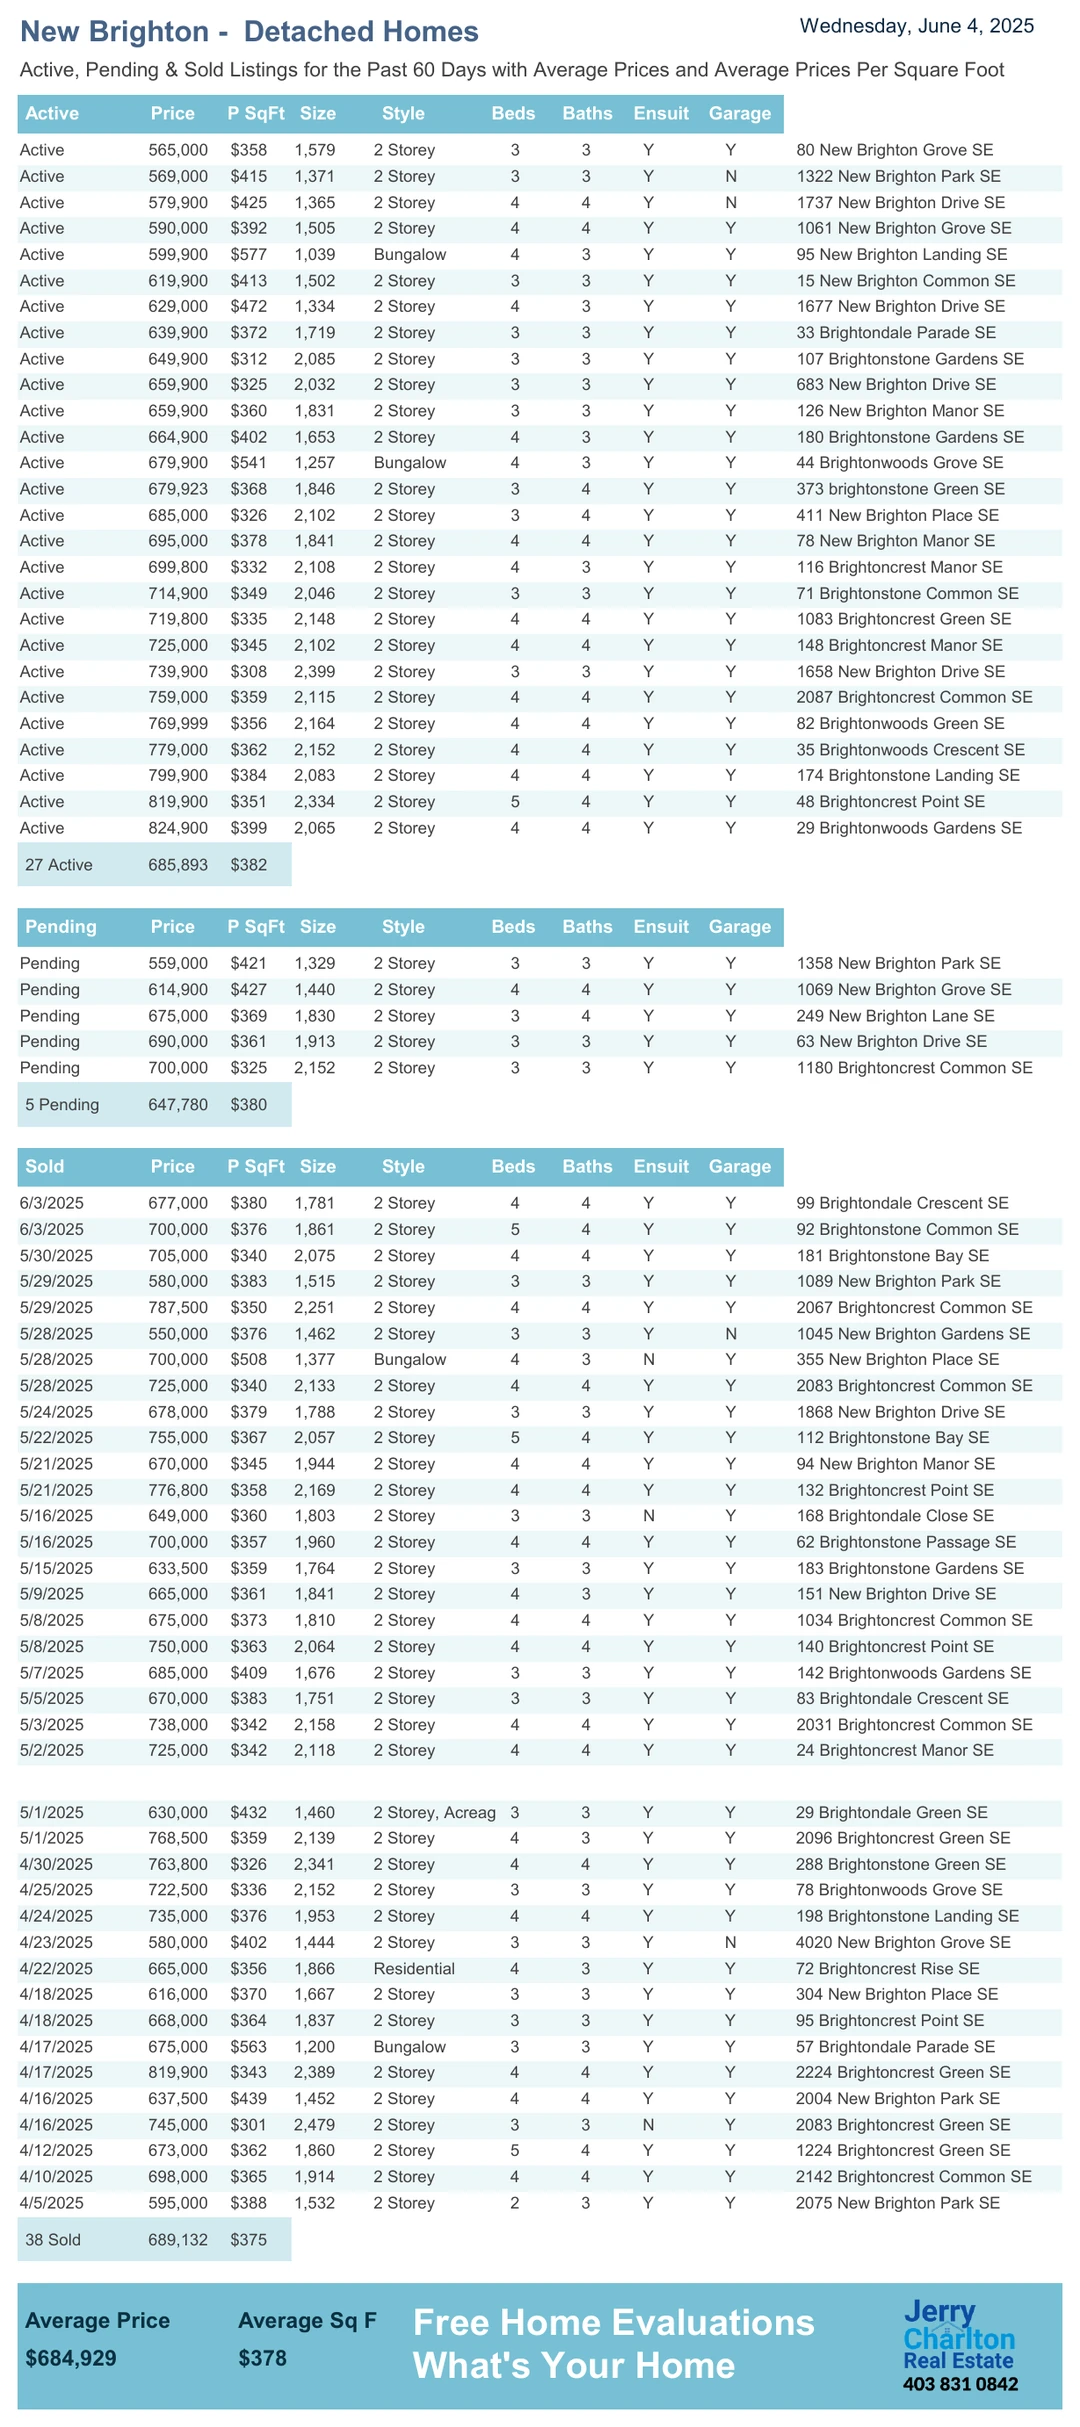 New Brighton - Detached Homes Wednesday, June 4, 2025
Active, Pending & Sold Listings for the Past 60 Days with Average Prices and Average Prices Per Square Foot
Active Price P SqFt Size Style Beds Baths Ensuit Garage
Active 565,000 $358 1,579 2 Storey 3 3 Y Y 80 New Brighton Grove SE
Active 569,000 $415 1,371 2 Storey 3 3 Y N 1322 New Brighton Park SE
Active 579,900 $425 1,365 2 Storey 4 4 Y N 1737 New Brighton Drive SE
Active 590,000 $392 1,505 2 Storey 4 4 Y Y 1061 New Brighton Grove SE
Active 599,900 $577 1,039 Bungalow 4 3 Y Y 95 New Brighton Landing SE
Active 619,900 $413 1,502 2 Storey 3 3 Y Y 15 New Brighton Common SE
Active 629,000 $472 1,334 2 Storey 4 3 Y Y 1677 New Brighton Drive SE
Active 639,900 $372 1,719 2 Storey 3 3 Y Y 33 Brightondale Parade SE
Active 649,900 $312 2,085 2 Storey 3 3 Y Y 107 Brightonstone Gardens SE
Active 659,900 $325 2,032 2 Storey 3 3 Y Y 683 New Brighton Drive SE
Active 659,900 $360 1,831 2 Storey 3 3 Y Y 126 New Brighton Manor SE
Active 664,900 $402 1,653 2 Storey 4 3 Y Y 180 Brightonstone Gardens SE
Active 679,900 $541 1,257 Bungalow 4 3 Y Y 44 Brightonwoods Grove SE
Active 679,923 $368 1,846 2 Storey 3 4 Y Y 373 brightonstone Green SE
Active 685,000 $326 2,102 2 Storey 3 4 Y Y 411 New Brighton Place SE
Active 695,000 $378 1,841 2 Storey 4 4 Y Y 78 New Brighton Manor SE
Active 699,800 $332 2,108 2 Storey 4 3 Y Y 116 Brightoncrest Manor SE
Active 714,900 $349 2,046 2 Storey 3 3 Y Y 71 Brightonstone Common SE
Active 719,800 $335 2,148 2 Storey 4 4 Y Y 1083 Brightoncrest Green SE
Active 725,000 $345 2,102 2 Storey 4 4 Y Y 148 Brightoncrest Manor SE
Active 739,900 $308 2,399 2 Storey 3 3 Y Y 1658 New Brighton Drive SE
Active 759,000 $359 2,115 2 Storey 4 4 Y Y 2087 Brightoncrest Common SE
Active 769,999 $356 2,164 2 Storey 4 4 Y Y 82 Brightonwoods Green SE
Active 779,000 $362 2,152 2 Storey 4 4 Y Y 35 Brightonwoods Crescent SE
Active 799,900 $384 2,083 2 Storey 4 4 Y Y 174 Brightonstone Landing SE
Active 819,900 $351 2,334 2 Storey 5 4 Y Y 48 Brightoncrest Point SE
Active 824,900 $399 2,065 2 Storey 4 4 Y Y 29 Brightonwoods Gardens SE
27 Active 685,893 $382
Pending Price P SqFt Size Style Beds Baths Ensuit Garage
Pending 559,000 $421 1,329 2 Storey 3 3 Y Y 1358 New Brighton Park SE
Pending 614,900 $427 1,440 2 Storey 4 4 Y Y 1069 New Brighton Grove SE
Pending 675,000 $369 1,830 2 Storey 3 4 Y Y 249 New Brighton Lane SE
Pending 690,000 $361 1,913 2 Storey 3 3 Y Y 63 New Brighton Drive SE
Pending 700,000 $325 2,152 2 Storey 3 3 Y Y 1180 Brightoncrest Common SE
5 Pending 647,780 $380
Sold Price P SqFt Size Style Beds Baths Ensuit Garage
6/3/2025 677,000 $380 1,781 2 Storey 4 4 Y Y 99 Brightondale Crescent SE
6/3/2025 700,000 $376 1,861 2 Storey 5 4 Y Y 92 Brightonstone Common SE
5/30/2025 705,000 $340 2,075 2 Storey 4 4 Y Y 181 Brightonstone Bay SE
5/29/2025 580,000 $383 1,515 2 Storey 3 3 Y Y 1089 New Brighton Park SE
5/29/2025 787,500 $350 2,251 2 Storey 4 4 Y Y 2067 Brightoncrest Common SE
5/28/2025 550,000 $376 1,462 2 Storey 3 3 Y N 1045 New Brighton Gardens SE
5/28/2025 700,000 $508 1,377 Bungalow 4 3 N Y 355 New Brighton Place SE
5/28/2025 725,000 $340 2,133 2 Storey 4 4 Y Y 2083 Brightoncrest Common SE
5/24/2025 678,000 $379 1,788 2 Storey 3 3 Y Y 1868 New Brighton Drive SE
5/22/2025 755,000 $367 2,057 2 Storey 5 4 Y Y 112 Brightonstone Bay SE
5/21/2025 670,000 $345 1,944 2 Storey 4 4 Y Y 94 New Brighton Manor SE
5/21/2025 776,800 $358 2,169 2 Storey 4 4 Y Y 132 Brightoncrest Point SE
5/16/2025 649,000 $360 1,803 2 Storey 3 3 N Y 168 Brightondale Close SE
5/16/2025 700,000 $357 1,960 2 Storey 4 4 Y Y 62 Brightonstone Passage SE
5/15/2025 633,500 $359 1,764 2 Storey 3 3 Y Y 183 Brightonstone Gardens SE
5/9/2025 665,000 $361 1,841 2 Storey 4 3 Y Y 151 New Brighton Drive SE
5/8/2025 675,000 $373 1,810 2 Storey 4 4 Y Y 1034 Brightoncrest Common SE
5/8/2025 750,000 $363 2,064 2 Storey 4 4 Y Y 140 Brightoncrest Point SE
5/7/2025 685,000 $409 1,676 2 Storey 3 3 Y Y 142 Brightonwoods Gardens SE
5/5/2025 670,000 $383 1,751 2 Storey 3 3 Y Y 83 Brightondale Crescent SE
5/3/2025 738,000 $342 2,158 2 Storey 4 4 Y Y 2031 Brightoncrest Common SE
5/2/2025 725,000 $342 2,118 2 Storey 4 4 Y Y 24 Brightoncrest Manor SE
5/1/2025 630,000 $432 1,460 2 Storey, Acreag 3 3 Y Y 29 Brightondale Green SE
5/1/2025 768,500 $359 2,139 2 Storey 4 3 Y Y 2096 Brightoncrest Green SE
4/30/2025 763,800 $326 2,341 2 Storey 4 4 Y Y 288 Brightonstone Green SE
4/25/2025 722,500 $336 2,152 2 Storey 3 3 Y Y 78 Brightonwoods Grove SE
4/24/2025 735,000 $376 1,953 2 Storey 4 4 Y Y 198 Brightonstone Landing SE
4/23/2025 580,000 $402 1,444 2 Storey 3 3 Y N 4020 New Brighton Grove SE
4/22/2025 665,000 $356 1,866 Residential 4 3 Y Y 72 Brightoncrest Rise SE
4/18/2025 616,000 $370 1,667 2 Storey 3 3 Y Y 304 New Brighton Place SE
4/18/2025 668,000 $364 1,837 2 Storey 3 3 Y Y 95 Brightoncrest Point SE
4/17/2025 675,000 $563 1,200 Bungalow 3 3 Y Y 57 Brightondale Parade SE
4/17/2025 819,900 $343 2,389 2 Storey 4 4 Y Y 2224 Brightoncrest Green SE
4/16/2025 637,500 $439 1,452 2 Storey 4 4 Y Y 2004 New Brighton Park SE
4/16/2025 745,000 $301 2,479 2 Storey 3 3 N Y 2083 Brightoncrest Green SE
4/12/2025 673,000 $362 1,860 2 Storey 5 4 Y Y 1224 Brightoncrest Green SE
4/10/2025 698,000 $365 1,914 2 Storey 4 4 Y Y 2142 Brightoncrest Common SE
4/5/2025 595,000 $388 1,532 2 Storey 2 3 Y Y 2075 New Brighton Park SE
38 Sold 689,132 $375
Average Price Average Sq F
$684,929 $378
Free Home Evaluations
What's Your Home
Jerry
Charlton
Real Estate
403 831 0842